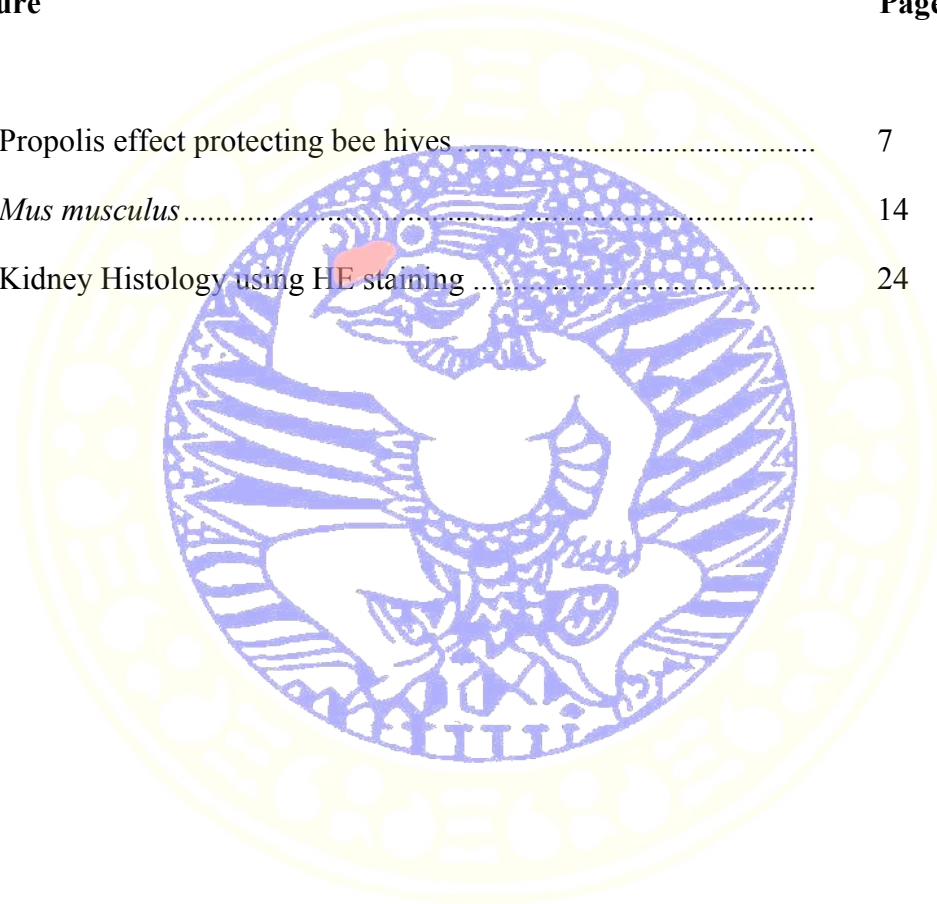 ure Page
Propolis effect protecting bee hives........................................... 7
Mus musculus............................................................................ 14
Kidney Histology using HE staining ......................................... 24